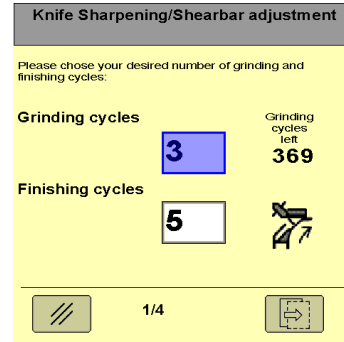 Knife Sharpening/Shearbar adjustment
Please chose your desired number of grinding and
finishing cycles:
Grinding cycles
3
Grinding
cycles
left
369
Finishing cycles
5
1/4